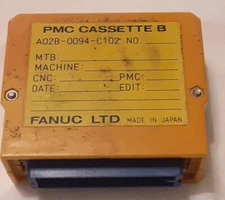 PMC CASSETTE B
A02B-0094-C102 NO.
MTB:
MACHINE:
CNC: PMC:
DATE: EDIT:
FANUC LTD MADE IN JAPAN